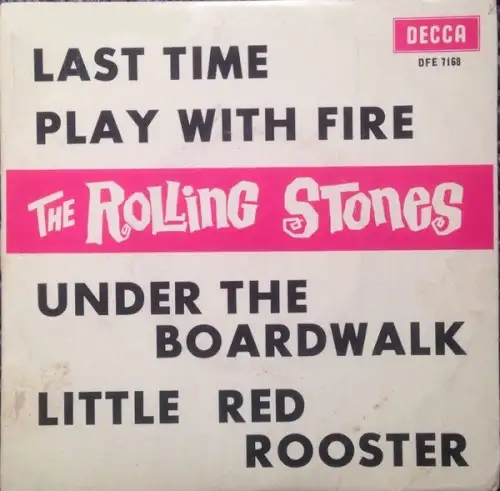 DECCA
DFE 7168
LAST TIME
PLAY WITH FIRE
THE ROLLING STONES
UNDER THE
BOARDWALK
LITTLE RED
ROOSTER